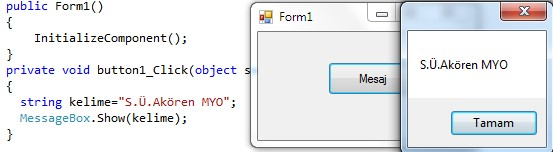 public Form1()
{
InitializeComponent();
}
private void button1_Click(object s
{
string kelime="S.Ü.Akören MYO";
MessageBox.Show(kelime);
}
Form1
Mesaj
S.Ü.Akören MYO
Tamam